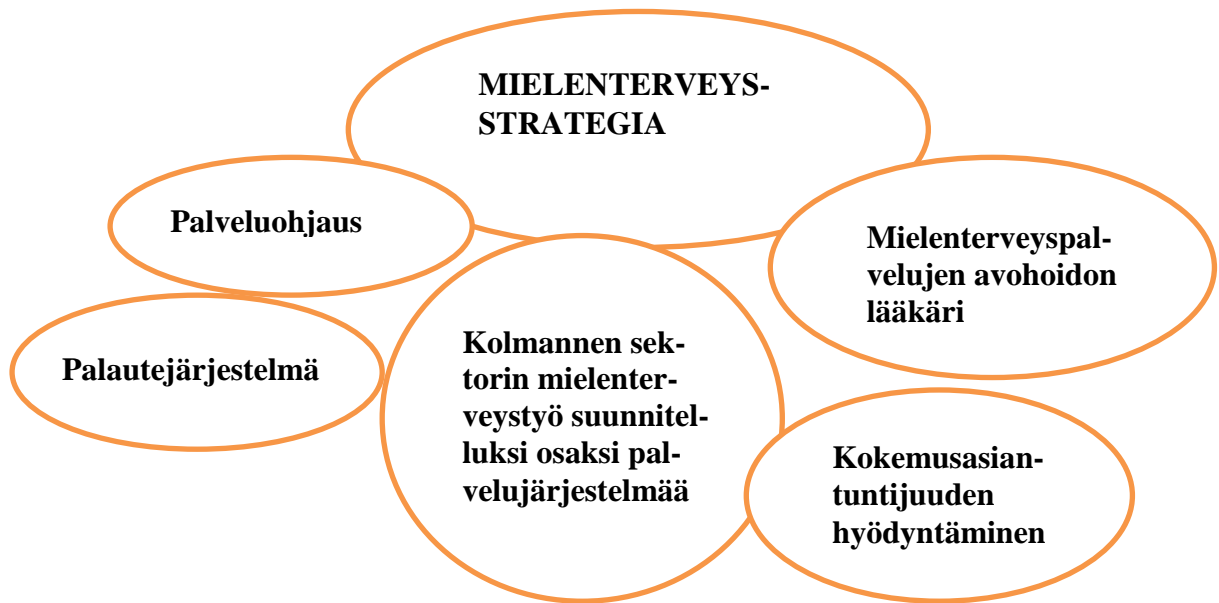 MIELENTERVEYS-
STRATEGIA
Palveluohjaus
Mielenterveyspal-
velujen avohoidon
lääkäri
Palautejärjestelmä
Kolmannen sek-
torin mielenter-
veystyö suunnitel-
luksi osaksi pal-
velujärjestelmää
Kokemusasian-
tuntijuuden
hyödyntäminen